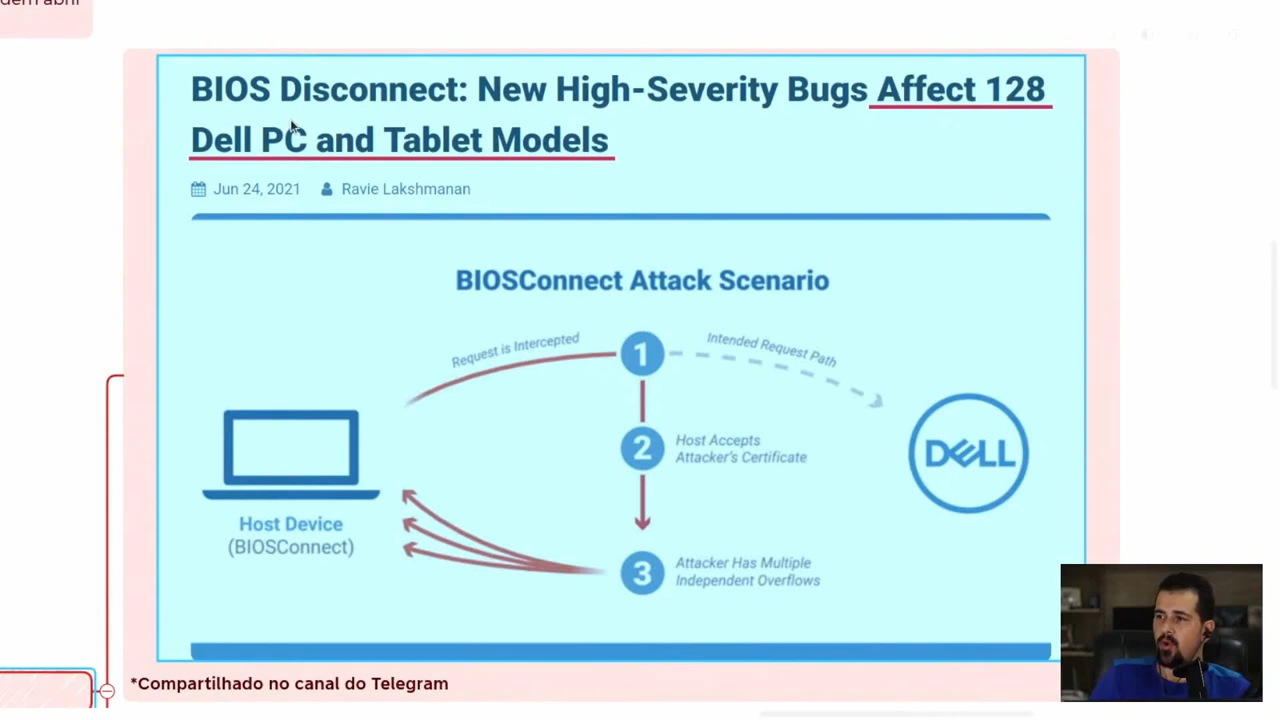 BIOS Disconnect: New High-Severity Bugs Affect 128
Dell PC and Tablet Models
Jun 24, 2021 Ravie Lakshmanan
BIOSConnect Attack Scenario
Request is Intercepted
1
Intended Request Path
2
Host Accepts
Attacker's Certificate
DELL
Host Device
(BIOSConnect)
3
Attacker Has Multiple
Independent Overflows
*Compartilhado no canal do Telegram